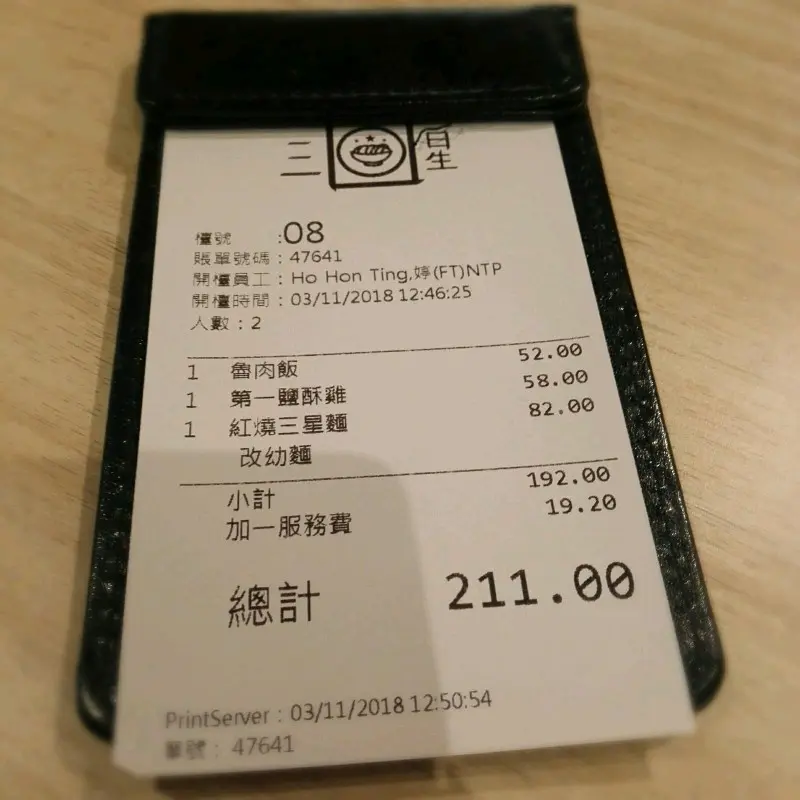 三星
檯號 :08
賬單號碼 : 47641
開檯員工 : Ho Hon Ting,婷(FT)NTP
開檯時間 : 03/11/2018 12:46:25
人數 : 2
1 魯肉飯 52.00
1 第一鹽酥雞 58.00
1 紅燒三星麵 82.00
改幼麵
小計 192.00
加一服務費 19.20
總計 211.00
PrintServer : 03/11/2018 12:50:54
單號 : 47641